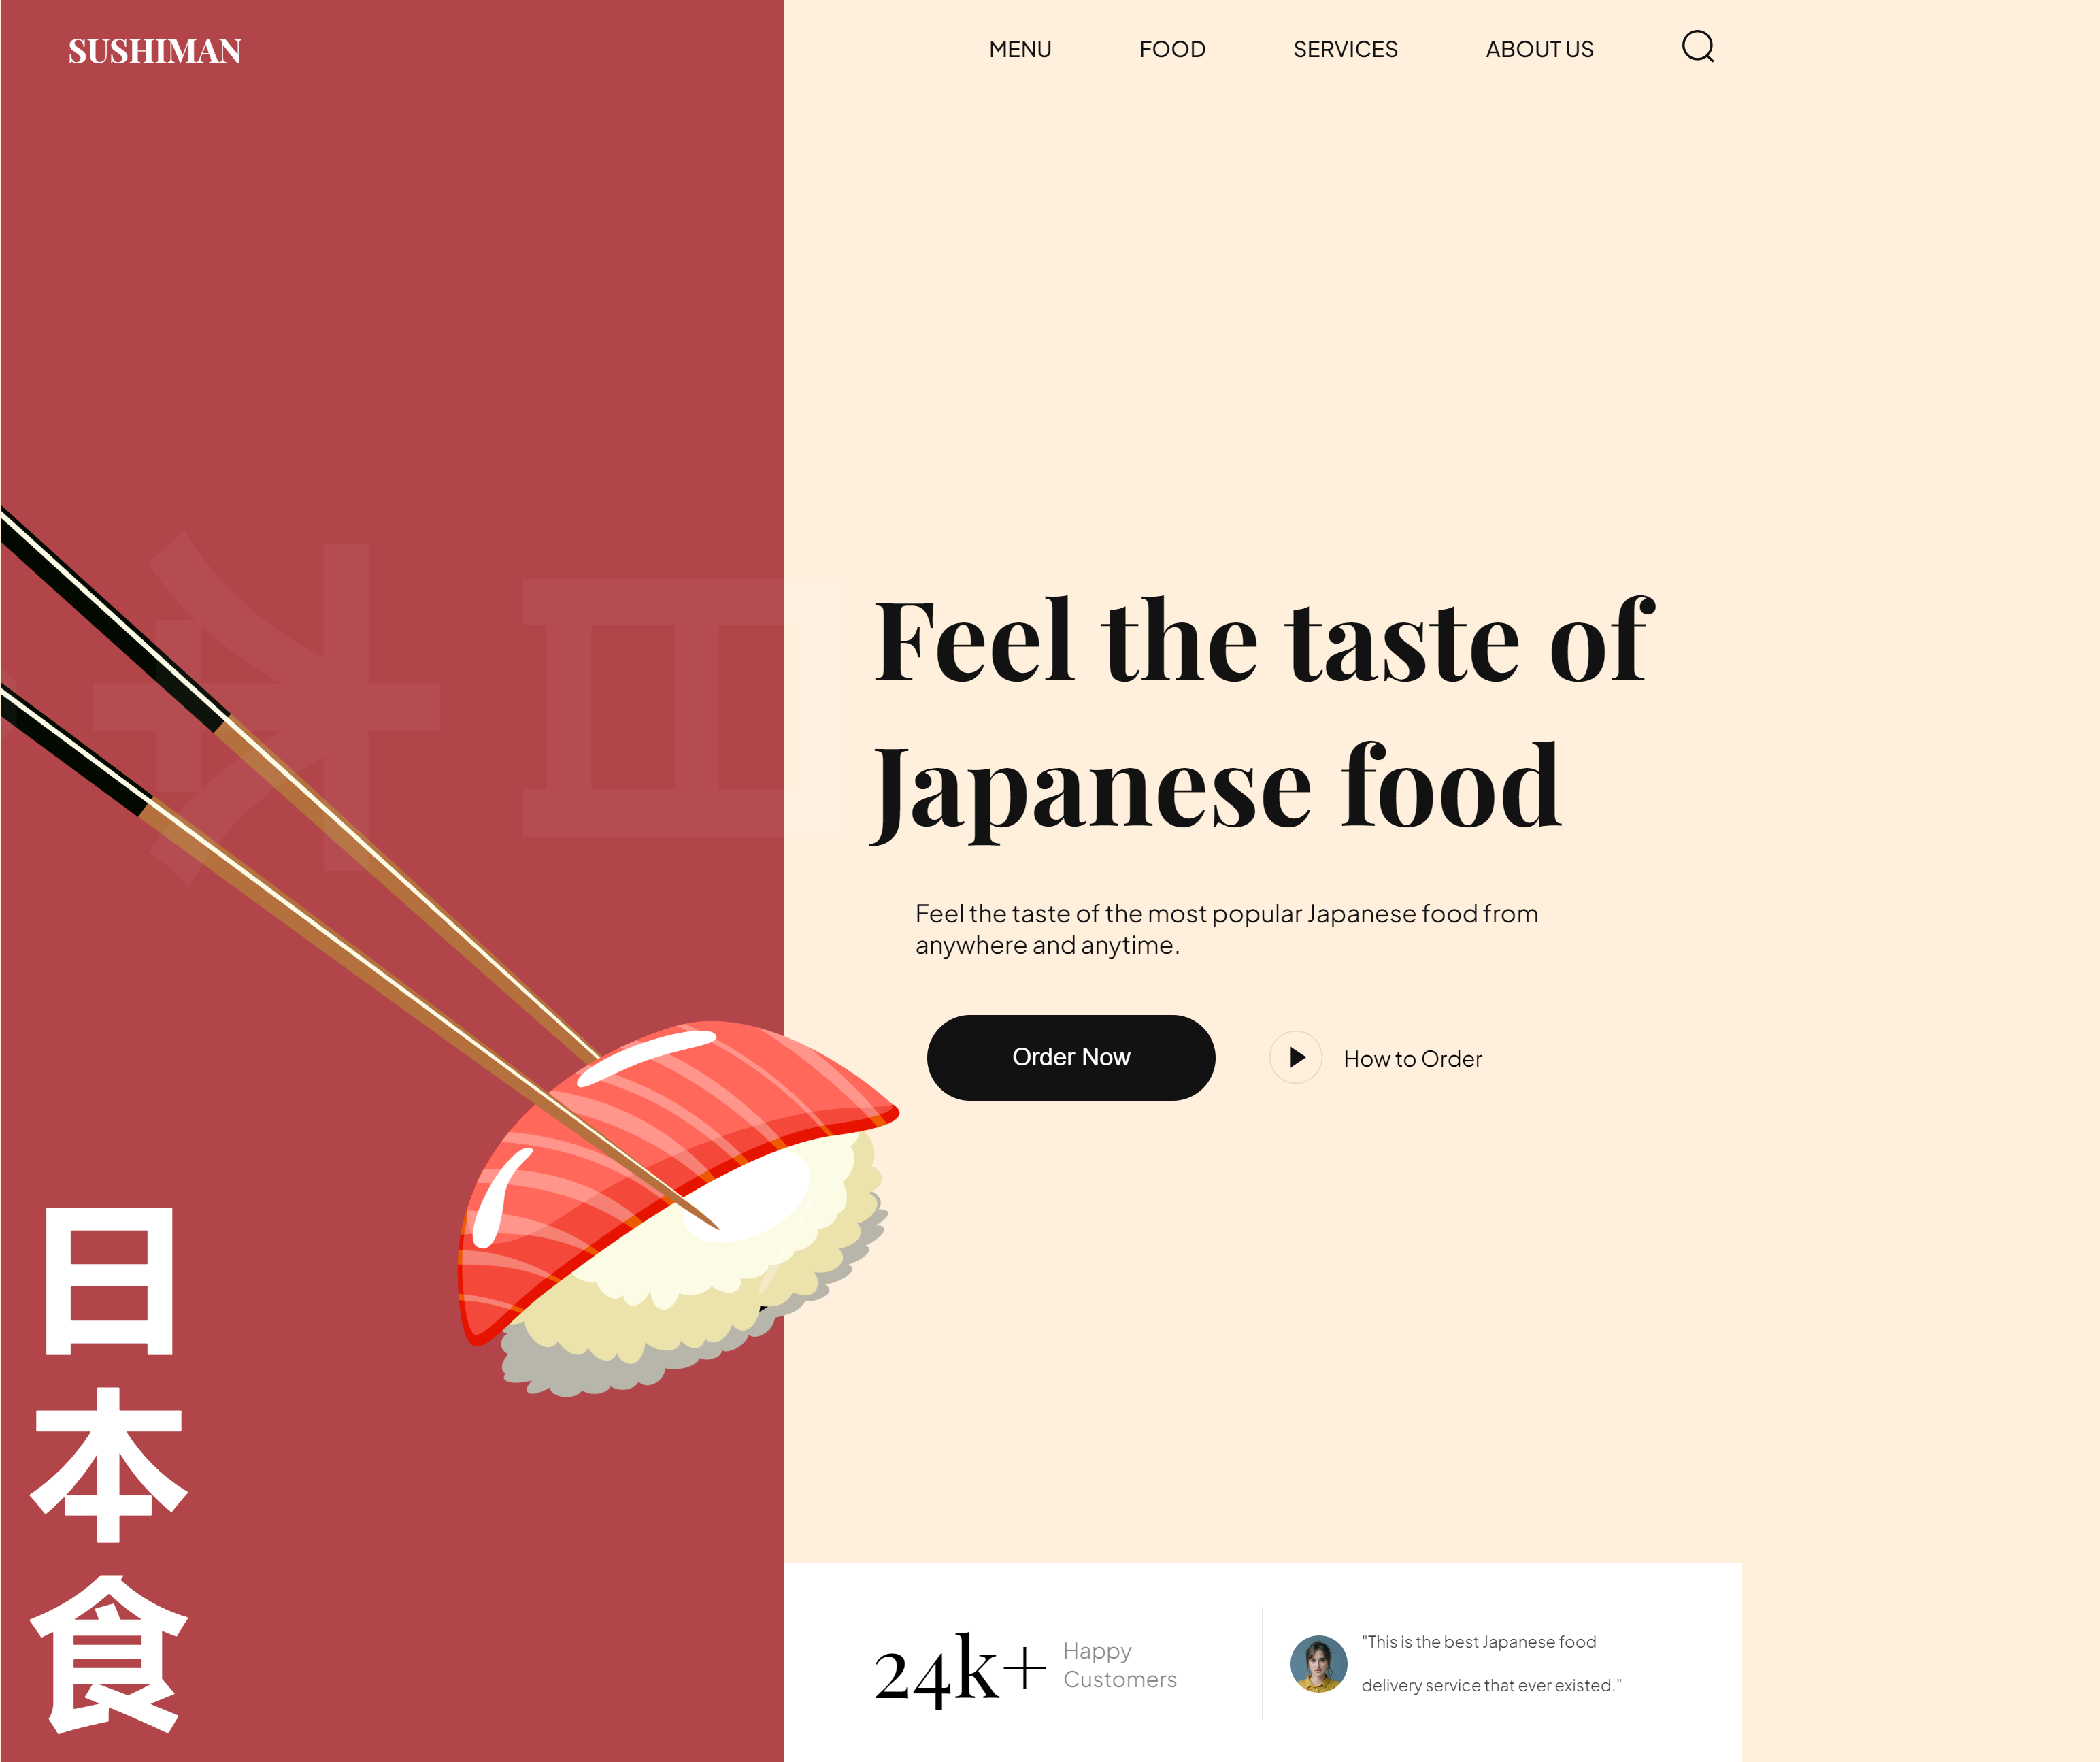 SUSHIMAN
MENU
FOOD
SERVICES
ABOUT US
Feel the taste of
Japanese food
Feel the taste of the most popular Japanese food from
anywhere and anytime.
Order Now
How to Order
日
本
食
24k+
Happy
Customers
"This is the best Japanese food
delivery service that ever existed."